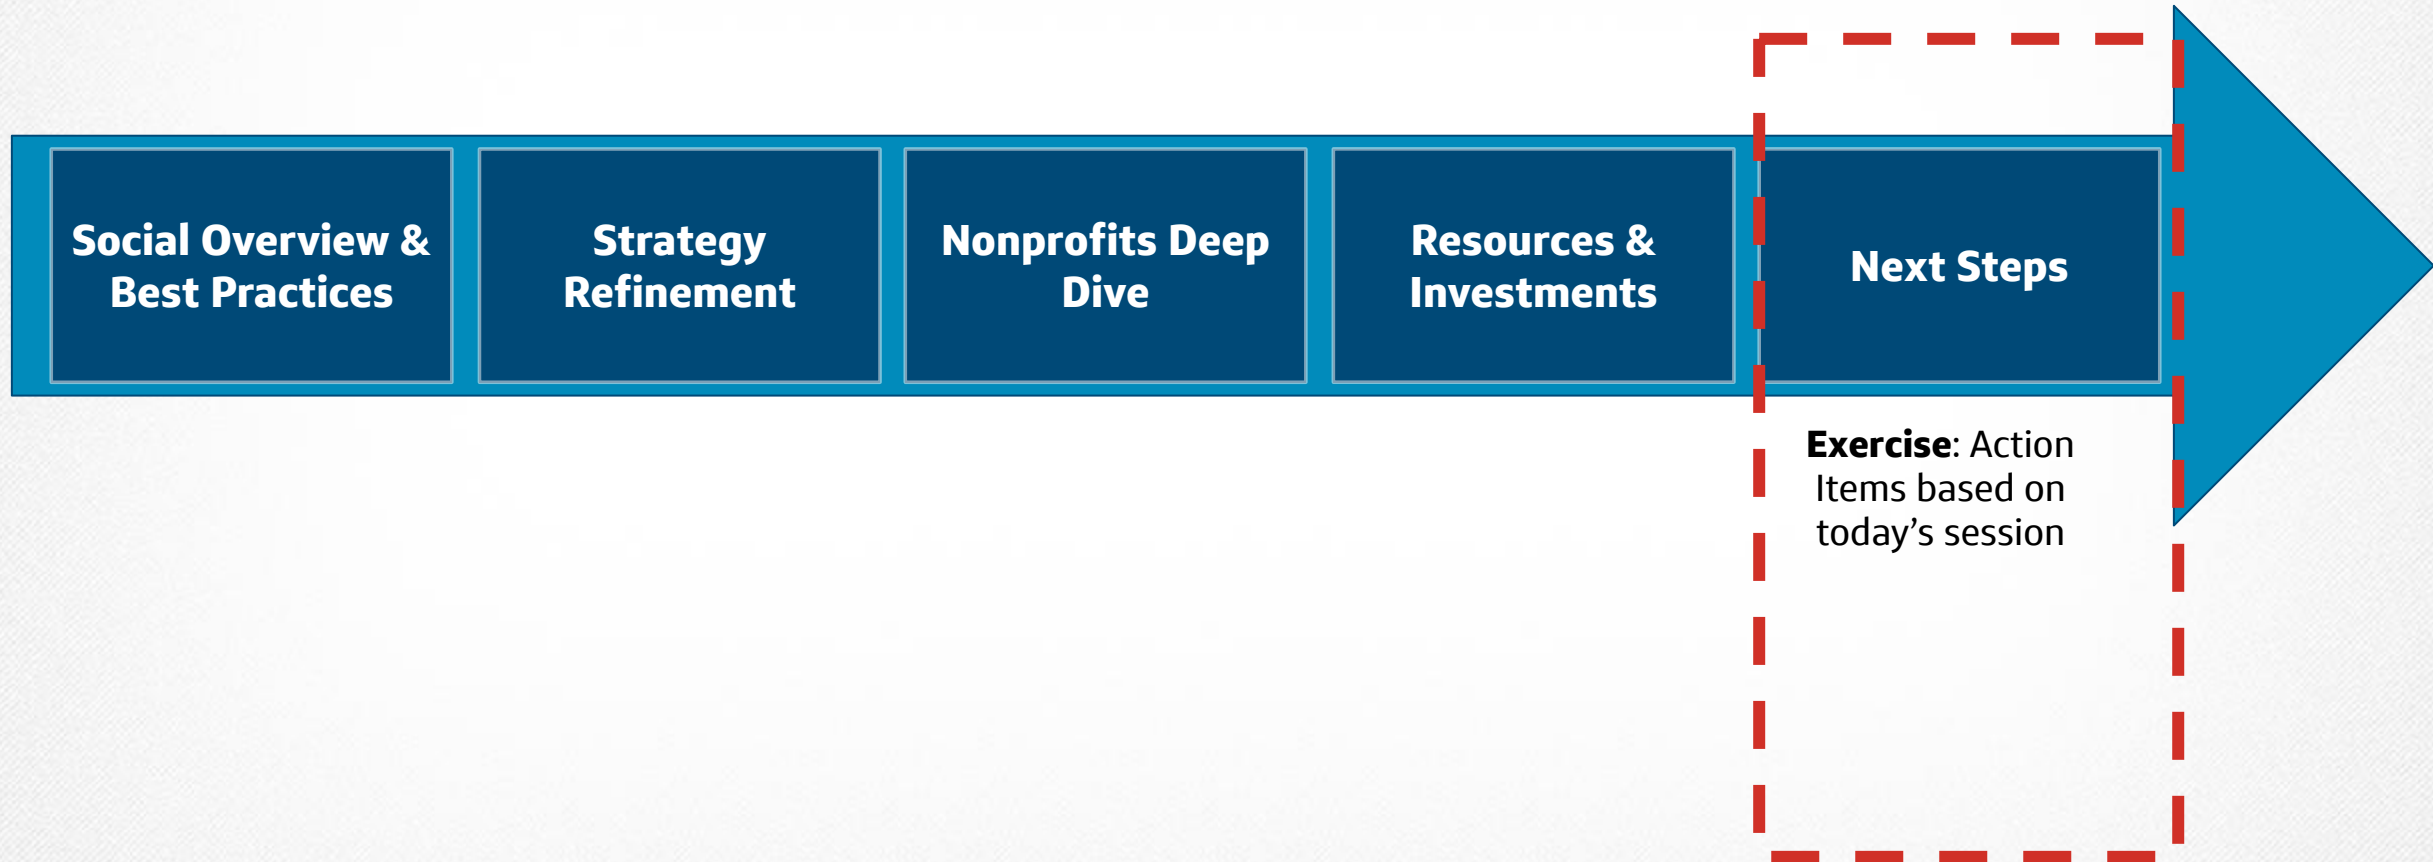 Social Overview &
Best Practices
Strategy
Refinement
Nonprofits Deep
Dive
Resources &
Investments
Next Steps
Exercise: Action
Items based on
today’s session